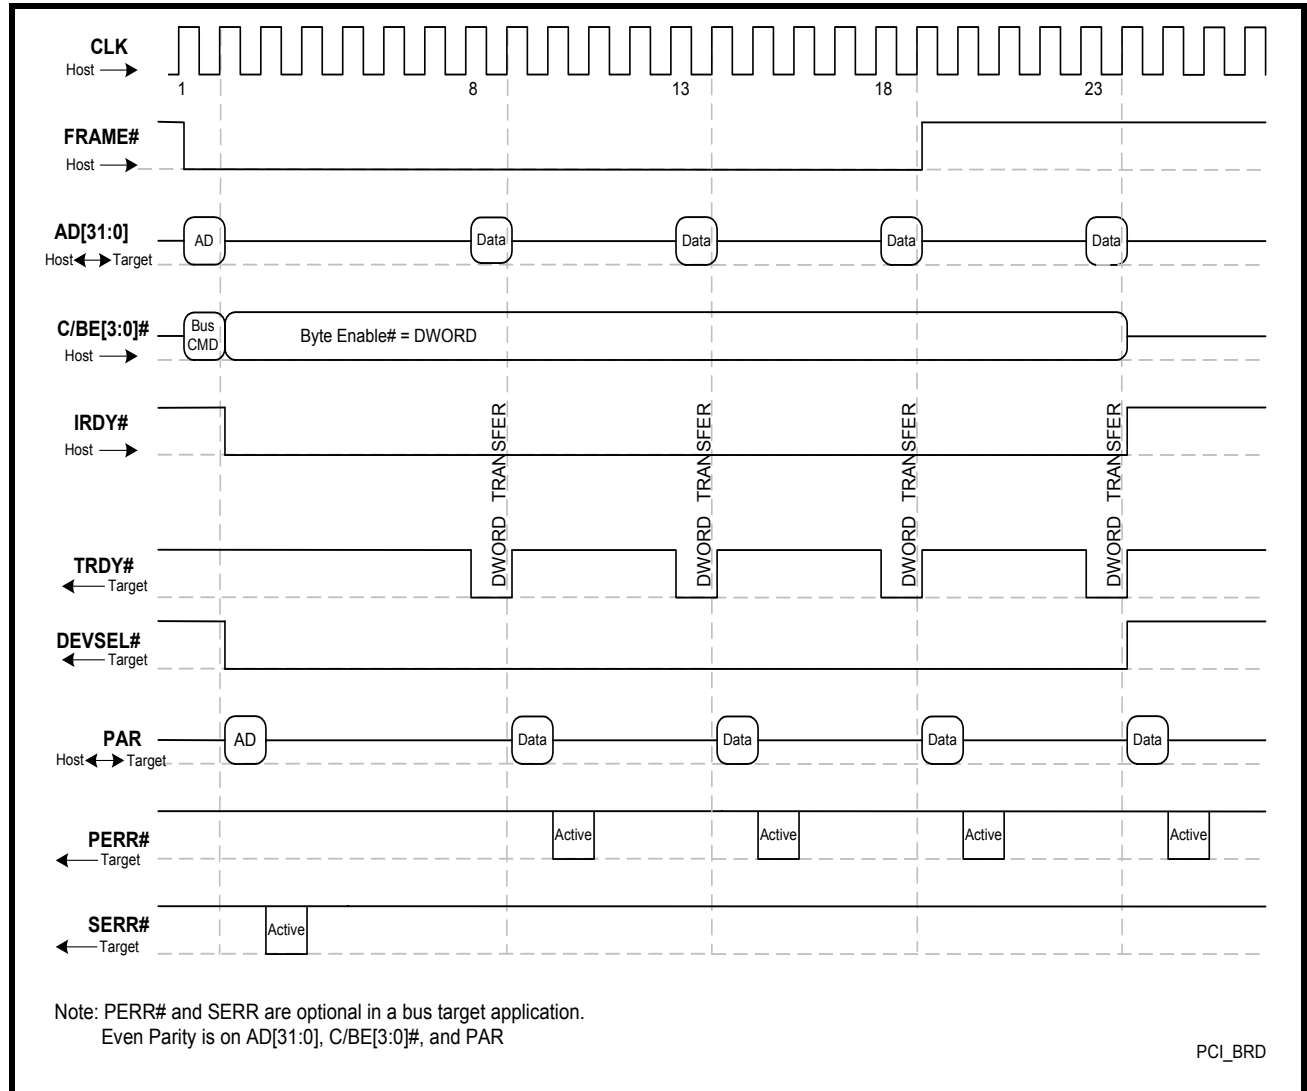 CLK
Host
1 8 13 18 23
FRAME#
Host
AD[31:0]
Host Target
AD Data Data Data Data
C/BE[3:0]#
Host
Bus
CMD
Byte Enable# = DWORD
IRDY#
Host
DWORD TRANSFER
DWORD TRANSFER
DWORD TRANSFER
DWORD TRANSFER
TRDY#
Target
DEVSEL#
Target
PAR
Host Target
AD Data Data Data Data
PERR#
Target
Active Active Active Active
SERR#
Target
Active
Note: PERR# and SERR are optional in a bus target application.
Even Parity is on AD[31:0], C/BE[3:0]#, and PAR
PCI_BRD